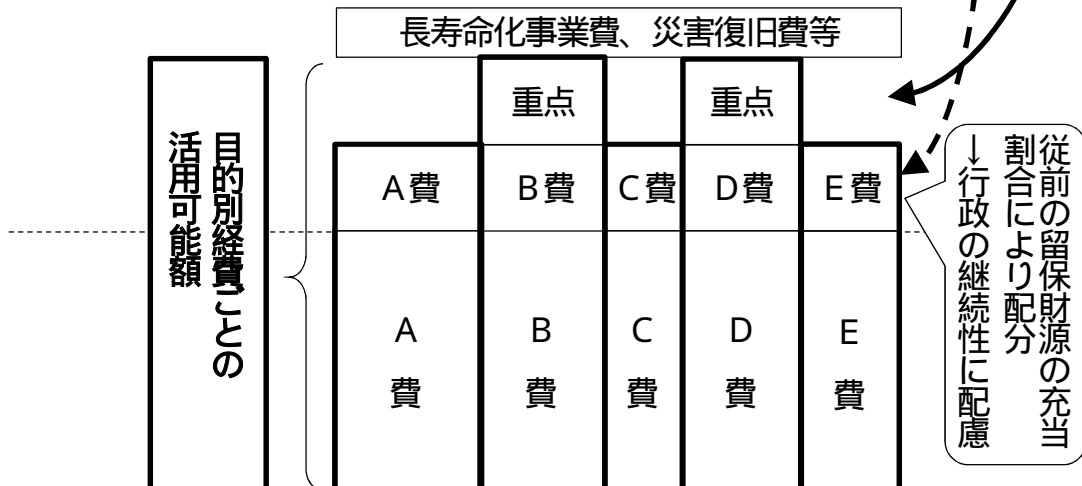 長寿命化事業費、災害復旧費等
重点
重点
目的別経費ごとの
活用可能額
A費
B費
C費
D費
E費
従前の留保財源の充当
割合により配分
→行政の継続性に配慮
A
費
B
費
C
費
D
費
E
費